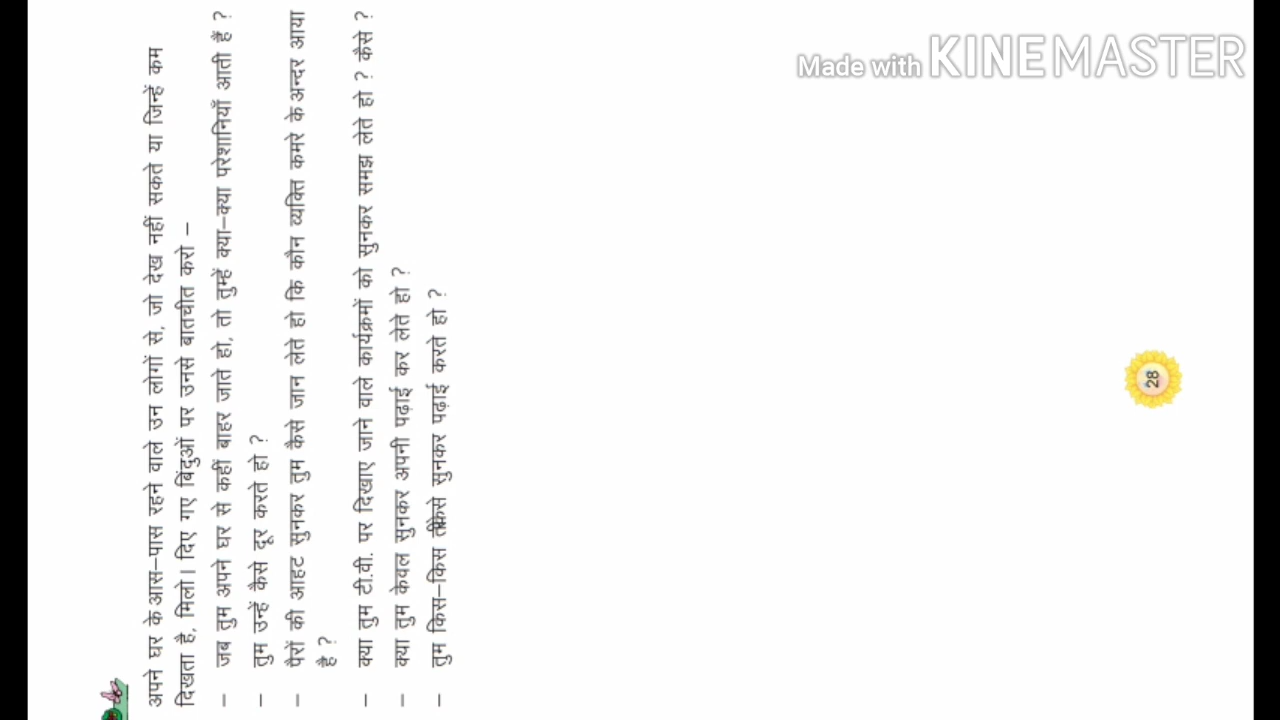 अपने घर के आस–पास रहने वाले उन लोगों से, जो देख नहीं सकते या जिन्हें कम
दिखता है, मिलो। दिए गए बिंदुओं पर उनसे बातचीत करो –
– जब तुम अपने घर से कहीं बाहर जाते हो, तो तुम्हें क्या–क्या परेशानियाँ आती हैं ?
– तुम उन्हें कैसे दूर करते हो ?
– पैरों की आहट सुनकर तुम कैसे जान लेते हो कि कौन व्यक्ति कमरे के अन्दर आया
है ?
– क्या तुम टी.वी. पर दिखाए जाने वाले कार्यक्रमों को सुनकर समझ लेते हो ? कैसे ?
– क्या तुम केवल सुनकर अपनी पढ़ाई कर लेते हो ?
– तुम किस–किस सुनकर पढ़ाई करते हो ?
28
Made with KINEMASTER